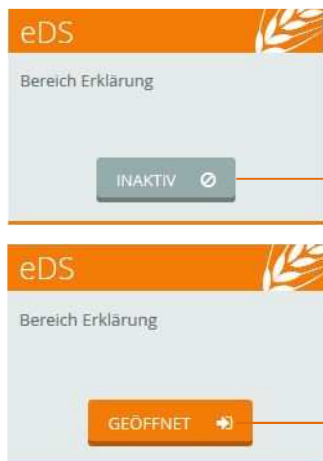 eDS
Bereich Erklärung
INAKTIV
eDS
Bereich Erklärung
GEÖFFNET